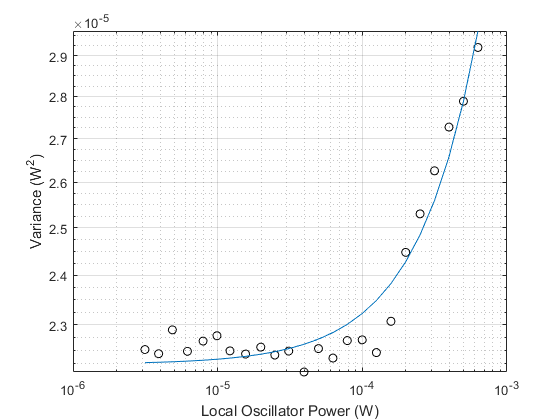 ×10⁻⁵
2.9
2.8
2.7
2.6
2.5
2.4
2.3
Variance (W²)
10⁻⁶ 10⁻⁵ 10⁻⁴ 10⁻³
Local Oscillator Power (W)